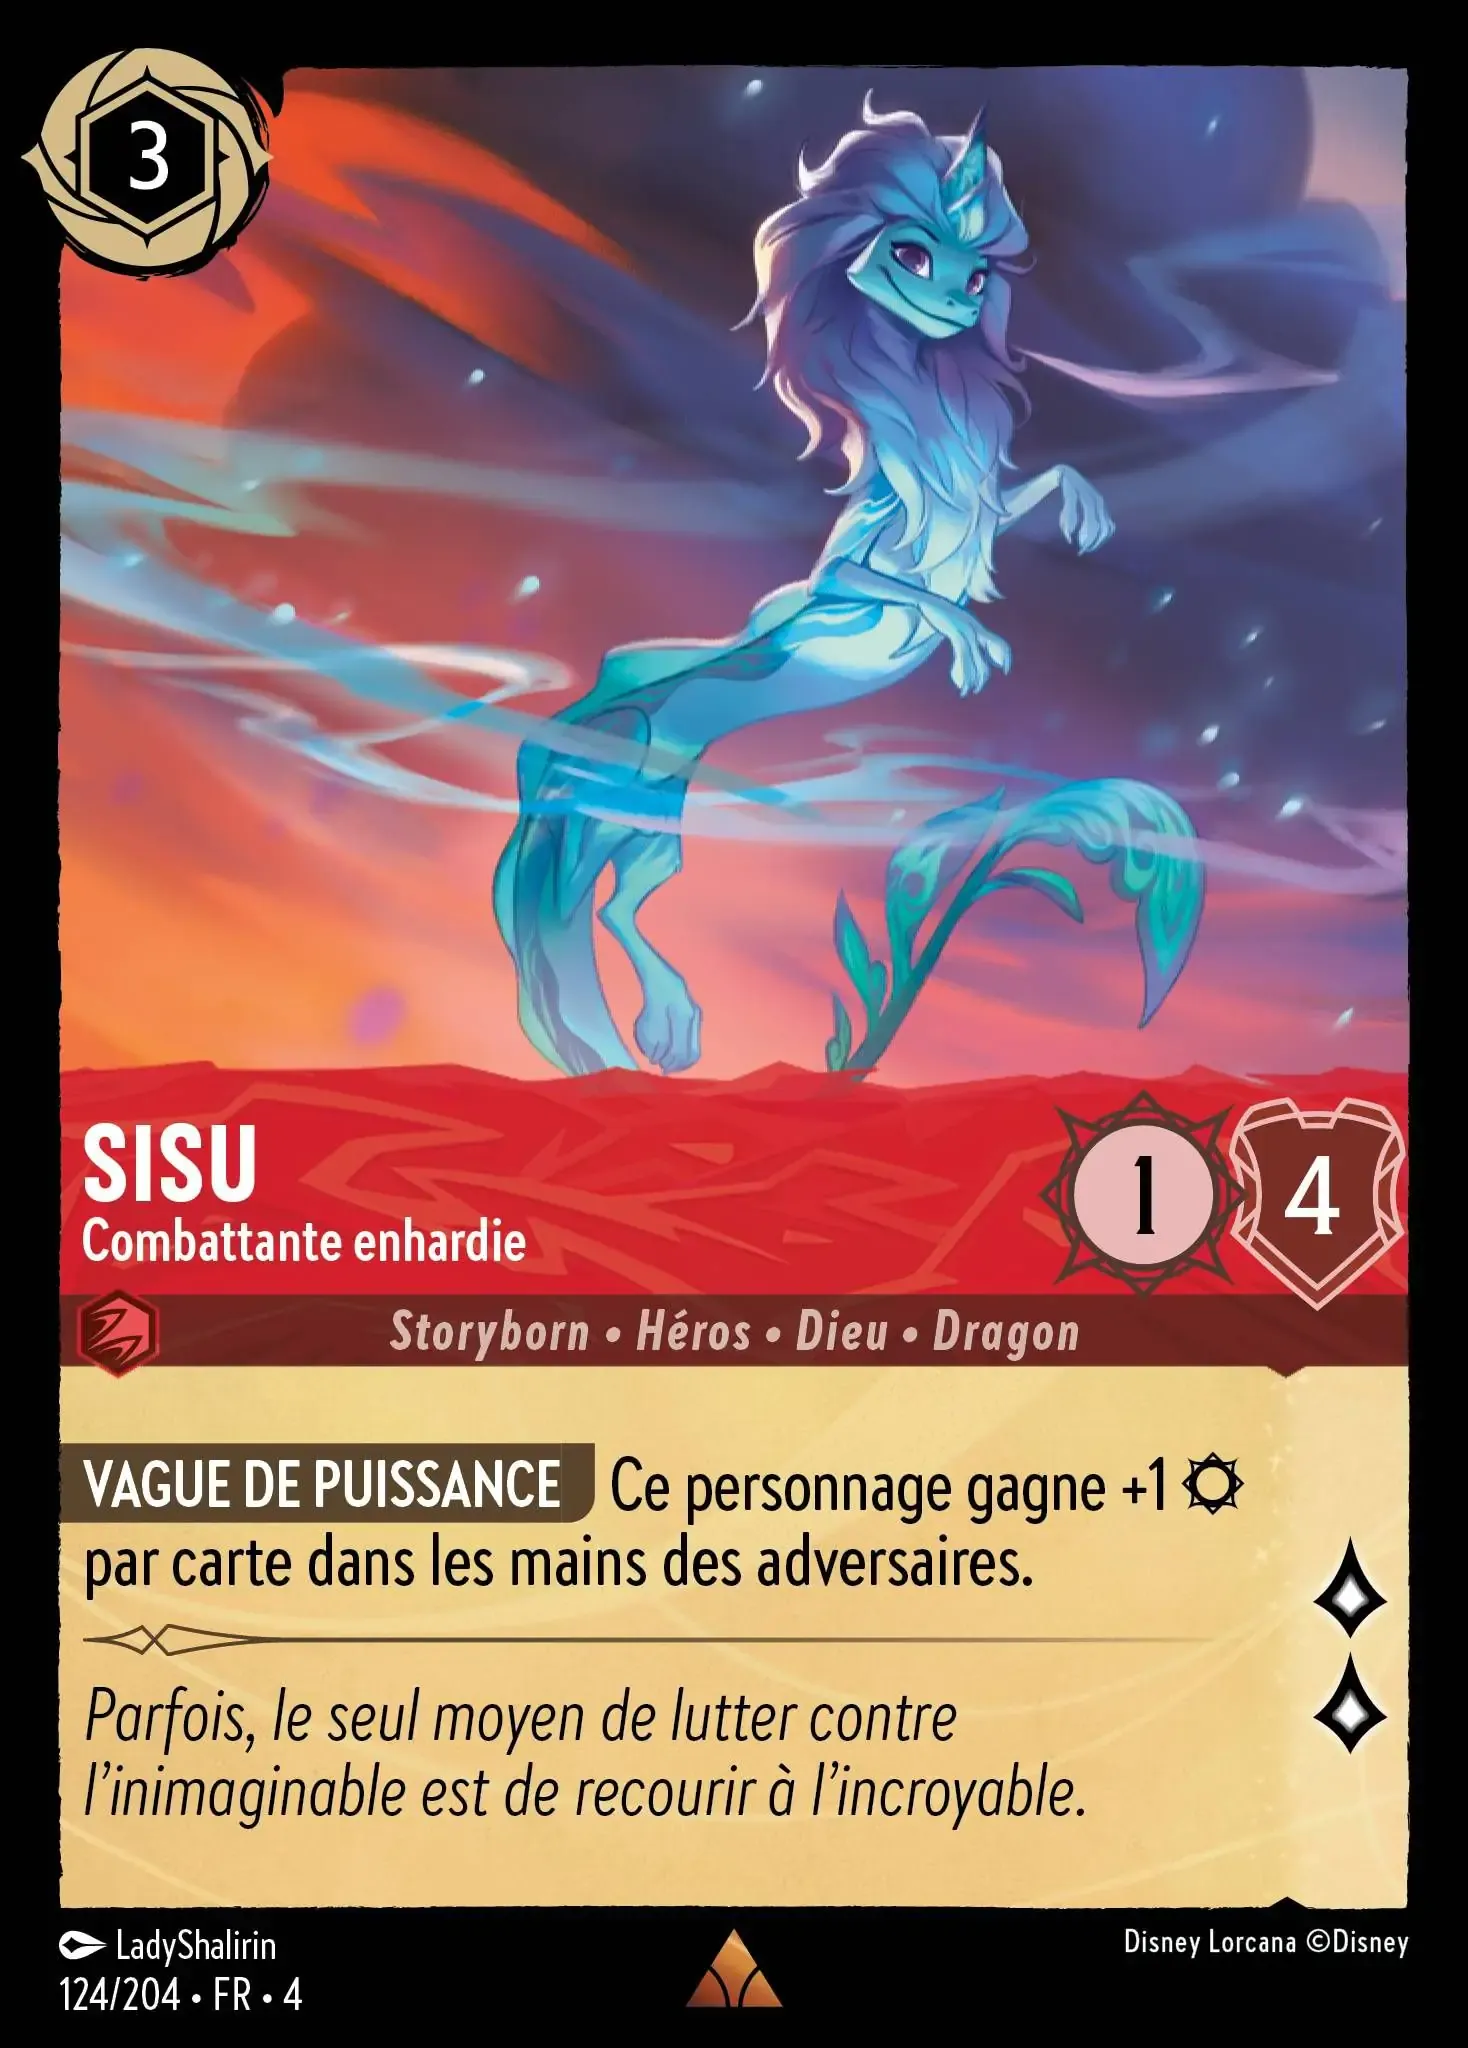 3
SISU
Combattante enhardie
1
4
Storyborn • Héros • Dieu • Dragon
VAGUE DE PUISSANCE Ce personnage gagne +1
par carte dans les mains des adversaires.
Parfois, le seul moyen de lutter contre
l'inimaginable est de recourir à l'incroyable.
LadyShalirin
Disney Lorcana ©Disney
124/204 • FR • 4